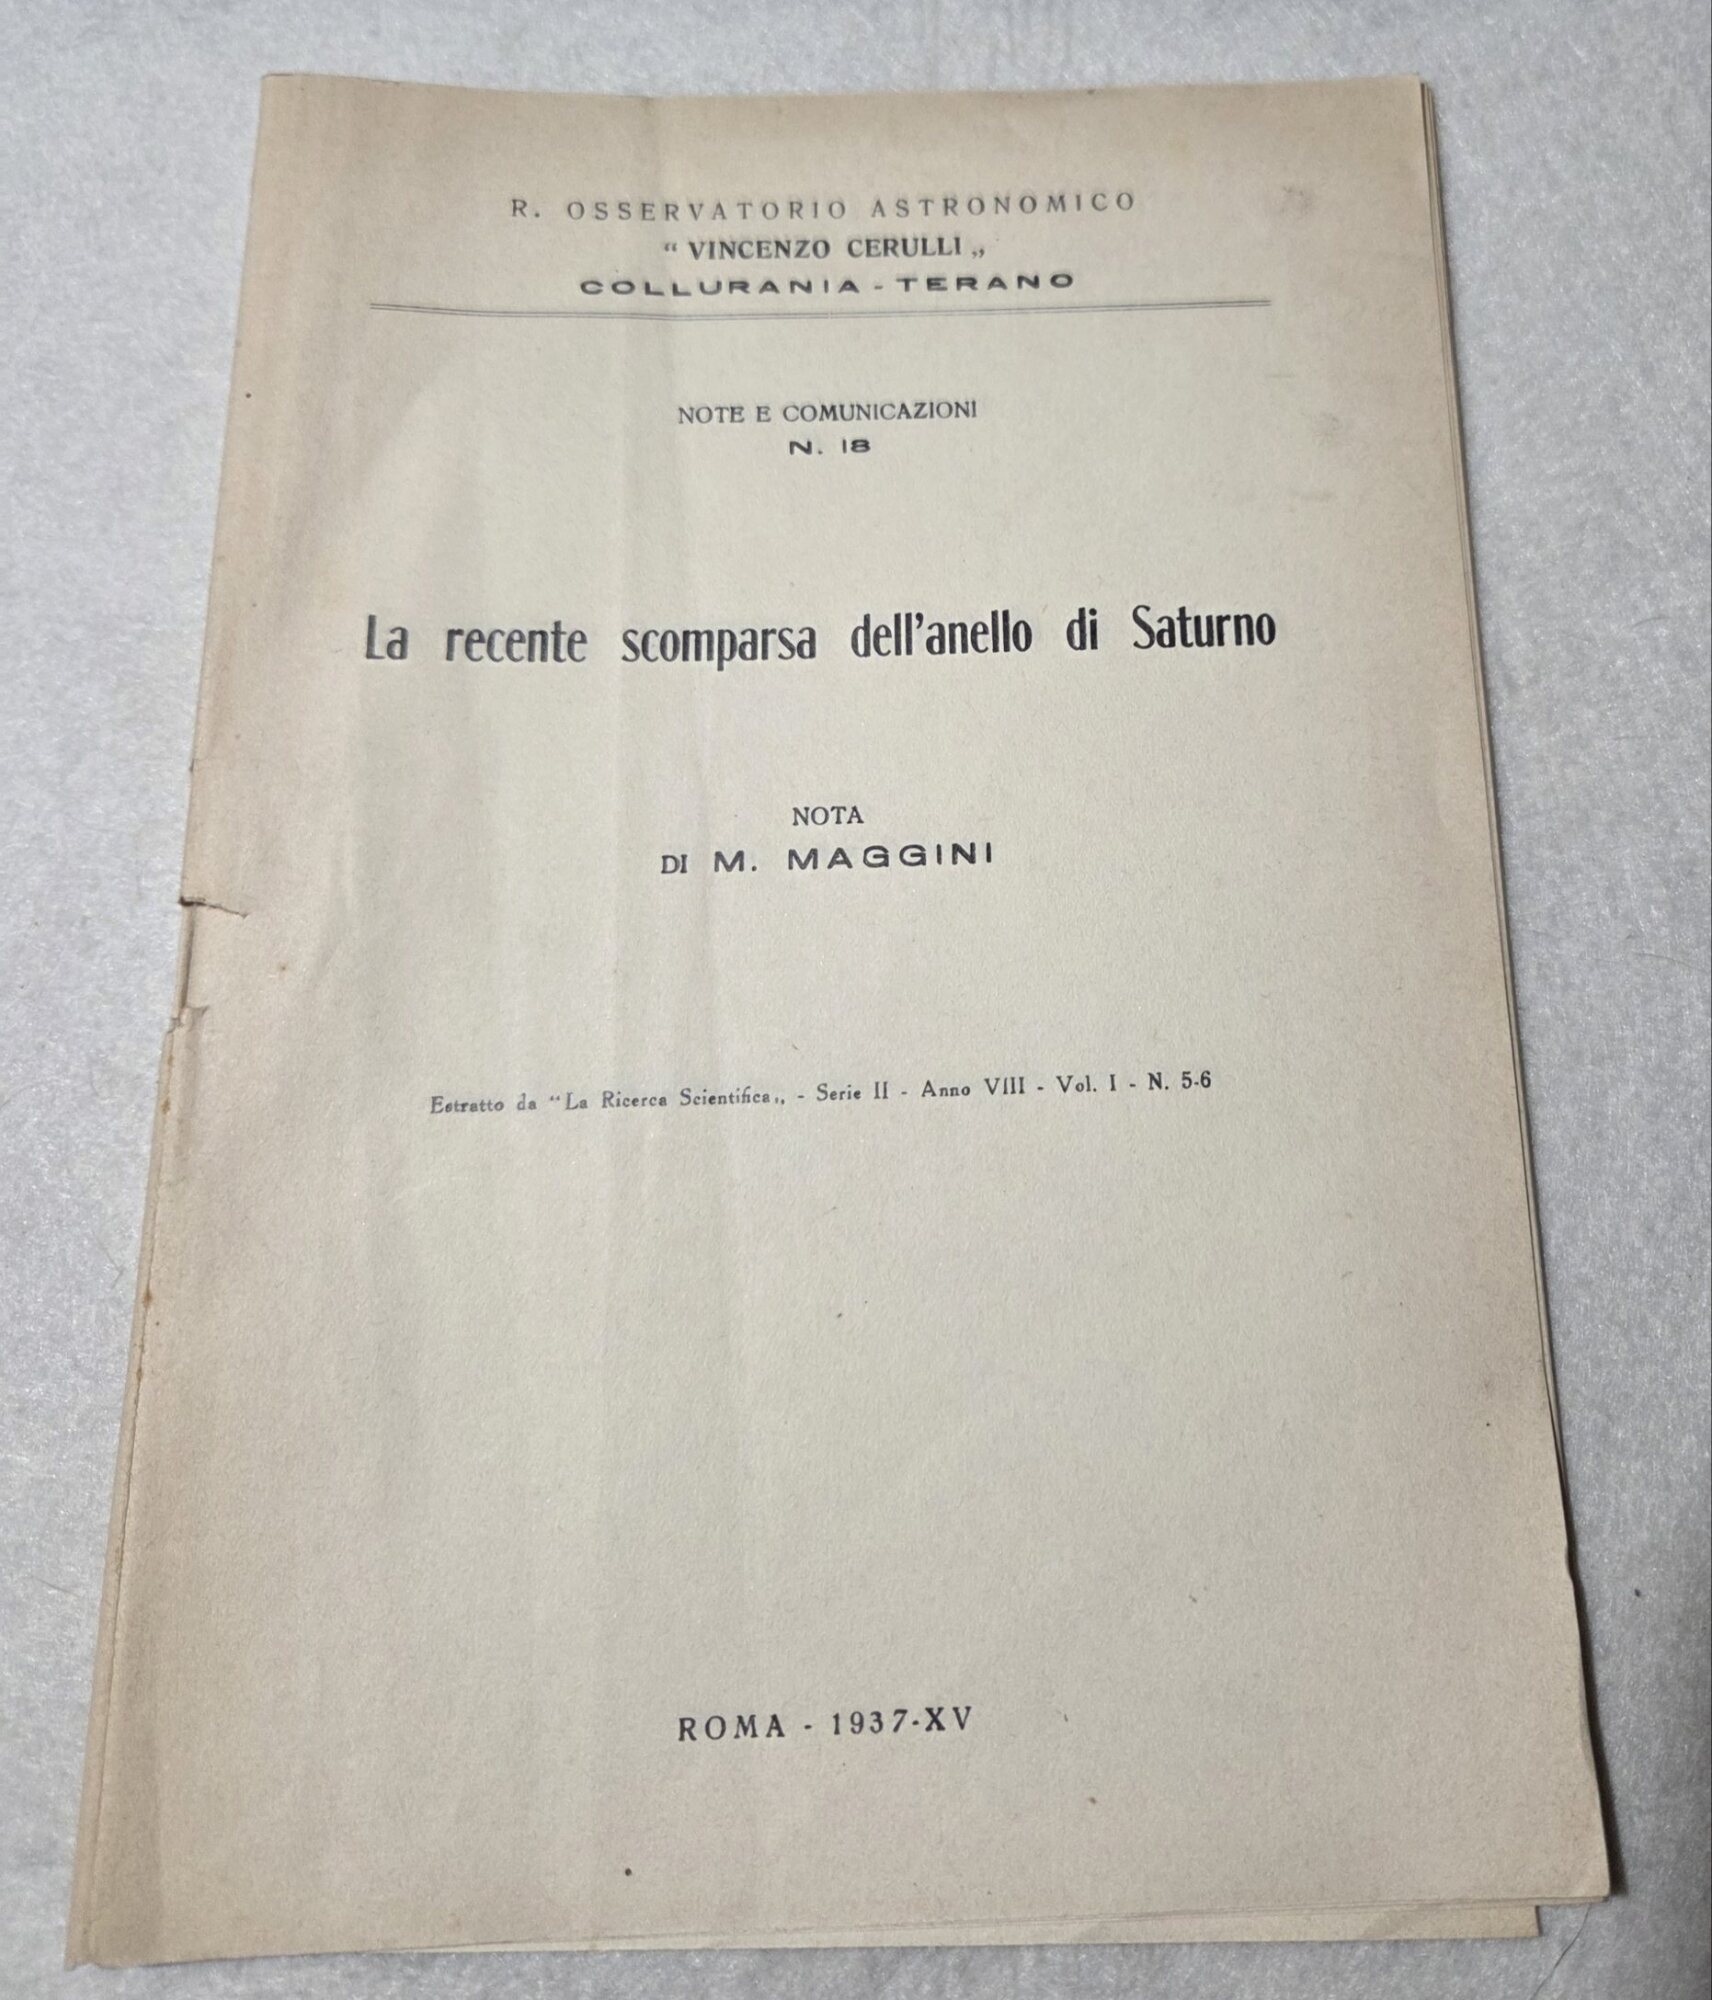 R. OSSERVATORIO ASTRONOMICO
“ VINCENZO CERULLI „
COLLURANIA - TERANO
NOTE E COMUNICAZIONI
N. 18
La recente scomparsa dell'anello di Saturno
NOTA
DI M. MAGGINI
Estratto da “La Ricerca Scientifica„ - Serie II - Anno VIII - Vol. I - N. 5-6
ROMA - 1937-XV